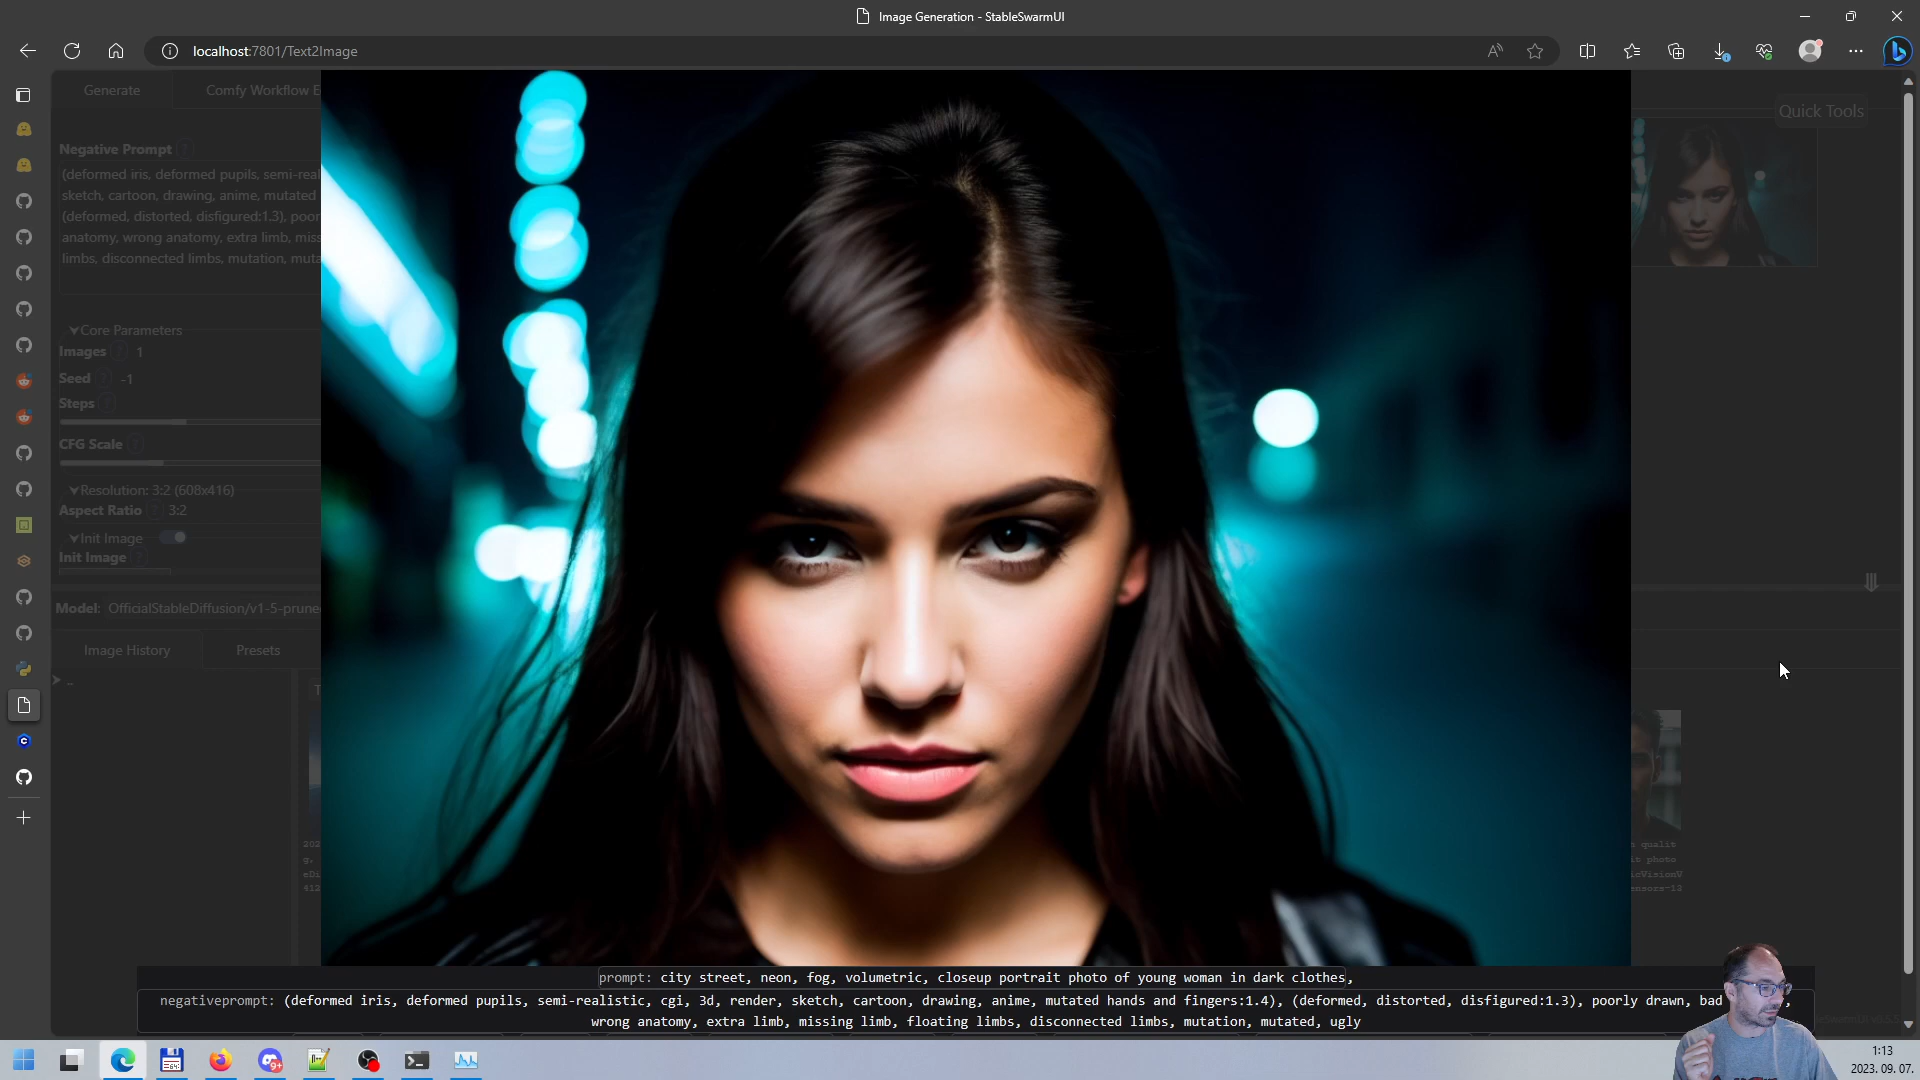 Image Generation - StableSwarmUI
localhost:7801/Text2Image
Generate
Comfy Workflow E
Quick Tools
Negative Prompt ?
(deformed iris, deformed pupils, semi-real
sketch, cartoon, drawing, anime, mutated
(deformed, distorted, disfigured:1.3), poor
anatomy, wrong anatomy, extra limb, miss
limbs, disconnected limbs, mutation, muta
Core Parameters
Images ? 1
Seed ? -1
Steps ?
CFG Scale ?
Resolution: 3:2 (608x416)
Aspect Ratio ? 3:2
Init Image
Init Image ?
Model: OfficialStableDiffusion/v1-5-prune
Image History
Presets
..
prompt: city street, neon, fog, volumetric, closeup portrait photo of young woman in dark clothes,
negativeprompt: (deformed iris, deformed pupils, semi-realistic, cgi, 3d, render, sketch, cartoon, drawing, anime, mutated hands and fingers:1.4), (deformed, distorted, disfigured:1.3), poorly drawn, bad
wrong anatomy, extra limb, missing limb, floating limbs, disconnected limbs, mutation, mutated, ugly
9+
1:13
2023. 09. 07.